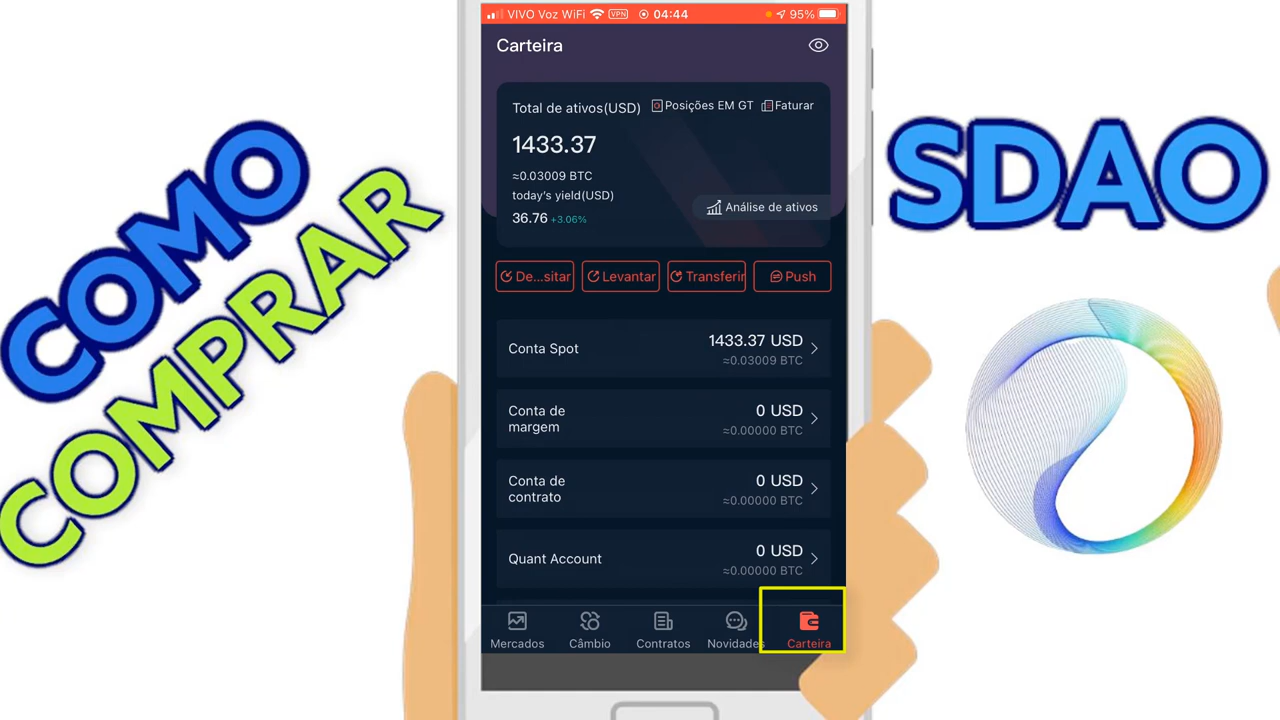 COMO
COMPRAR
SDAO
VIVO Voz WiFi VPN 04:44 95%
Carteira
Total de ativos(USD) Posições EM GT Faturar
1433.37
≈0.03009 BTC
today's yield(USD)
36.76 +3.06%
Análise de ativos
De...sitar Levantar Transferir Push
Conta Spot 1433.37 USD
≈0.03009 BTC
Conta de margem 0 USD
≈0.00000 BTC
Conta de contrato 0 USD
≈0.00000 BTC
Quant Account 0 USD
≈0.00000 BTC
Mercados Câmbio Contratos Novidades Carteira